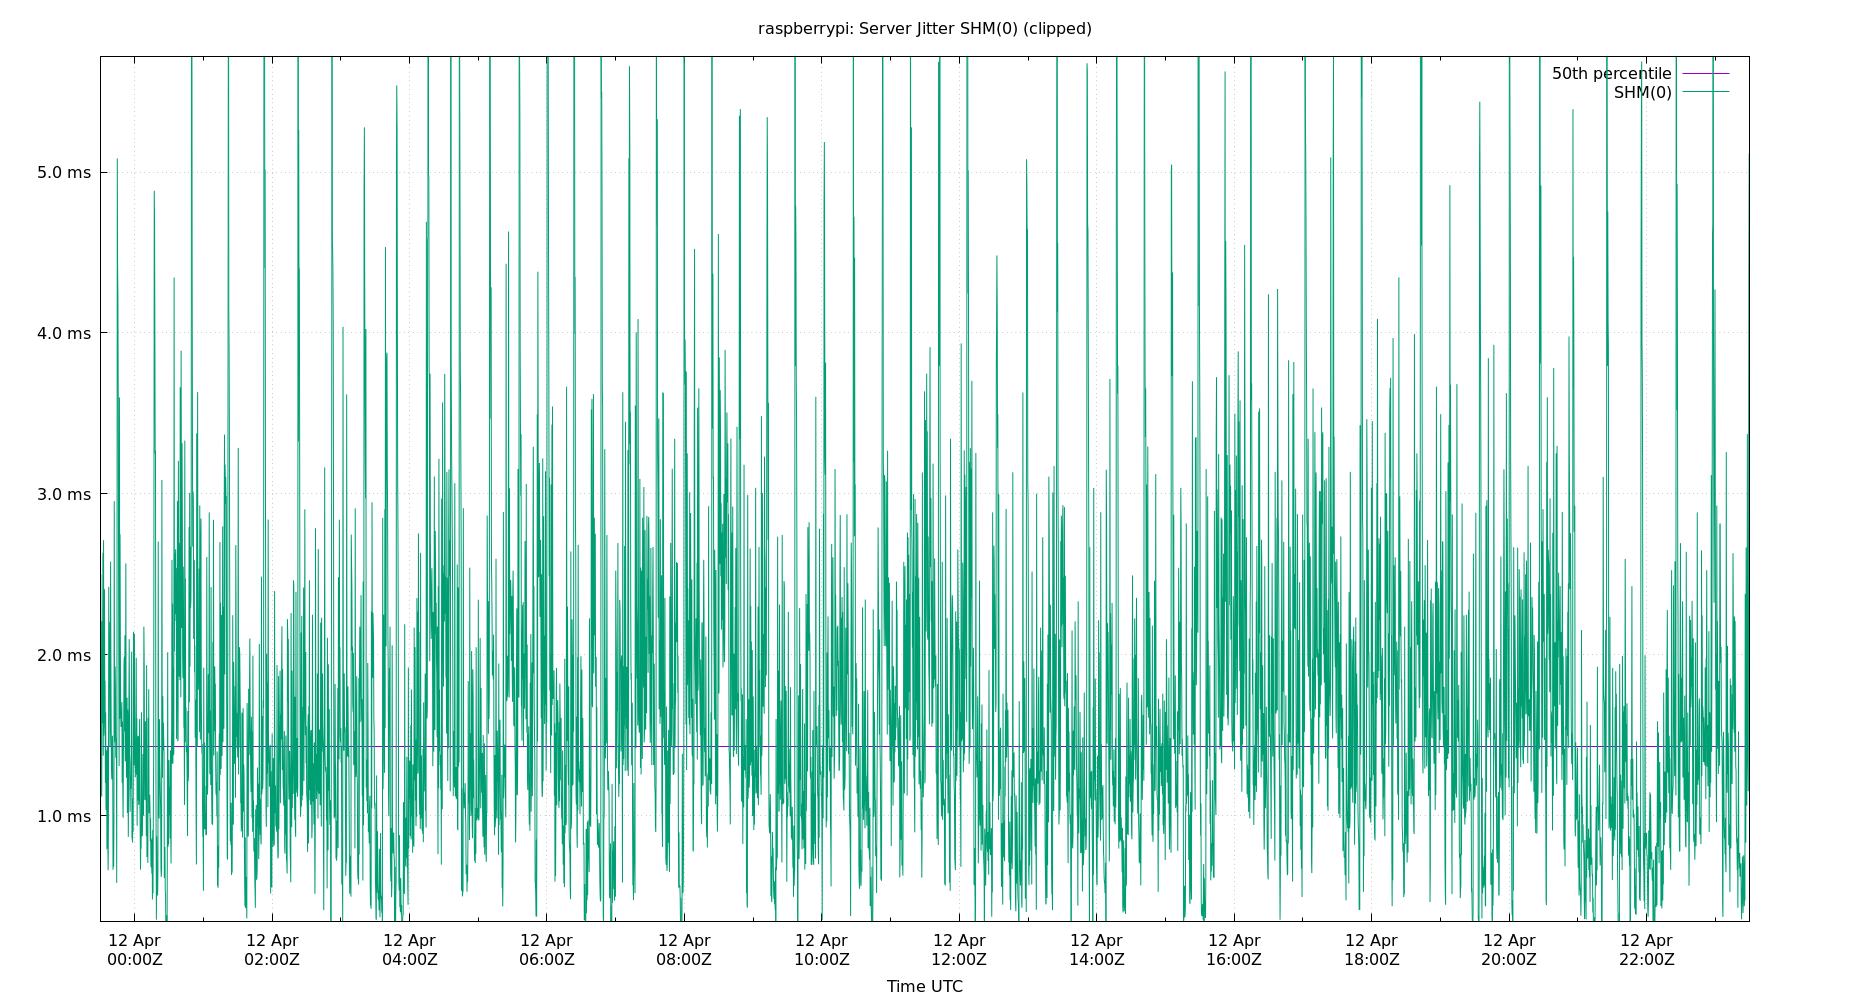 raspberrypi: Server Jitter SHM(0) (clipped)
50th percentile
SHM(0)
5.0 ms
4.0 ms
3.0 ms
2.0 ms
1.0 ms
12 Apr 12 Apr 12 Apr 12 Apr 12 Apr 12 Apr 12 Apr 12 Apr 12 Apr 12 Apr 12 Apr 12 Apr
00:00Z 02:00Z 04:00Z 06:00Z 08:00Z 10:00Z 12:00Z 14:00Z 16:00Z 18:00Z 20:00Z 22:00Z
Time UTC